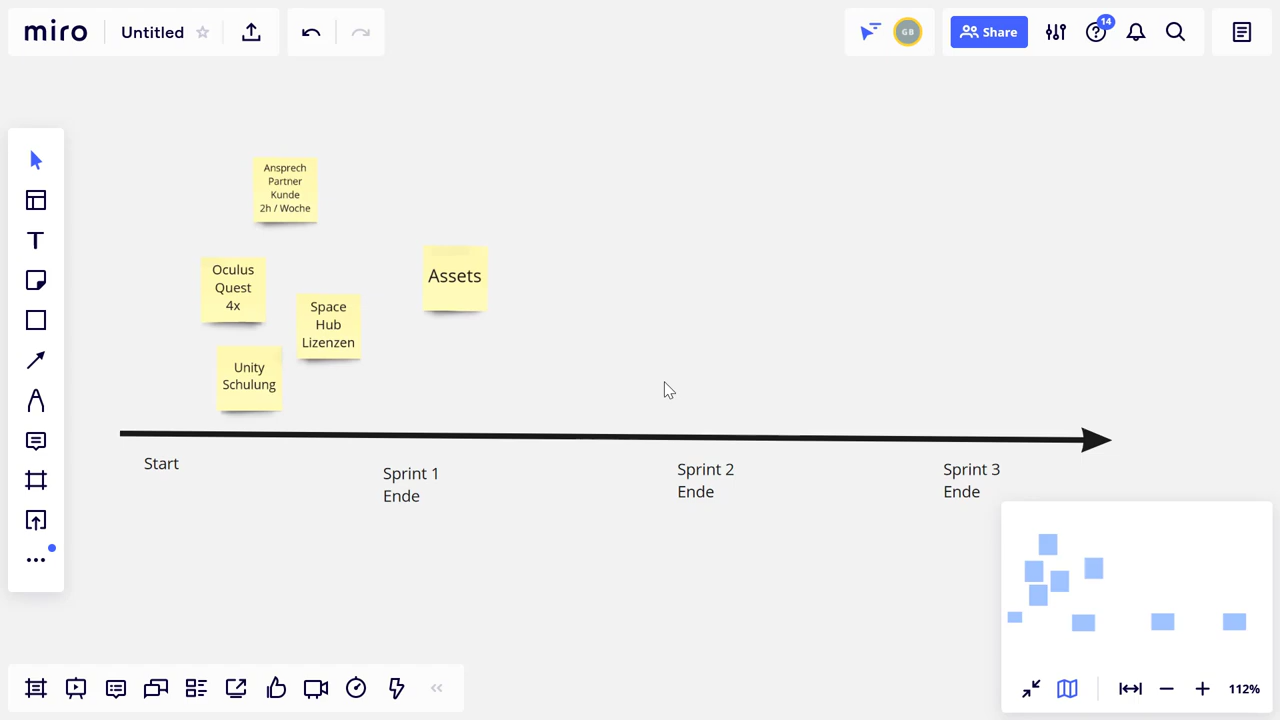 miro
Untitled
GB
Share
14
Ansprech
Partner
Kunde
2h / Woche
Oculus
Quest
4x
Space
Hub
Lizenzen
Assets
Unity
Schulung
Start
Sprint 1
Ende
Sprint 2
Ende
Sprint 3
Ende
112%